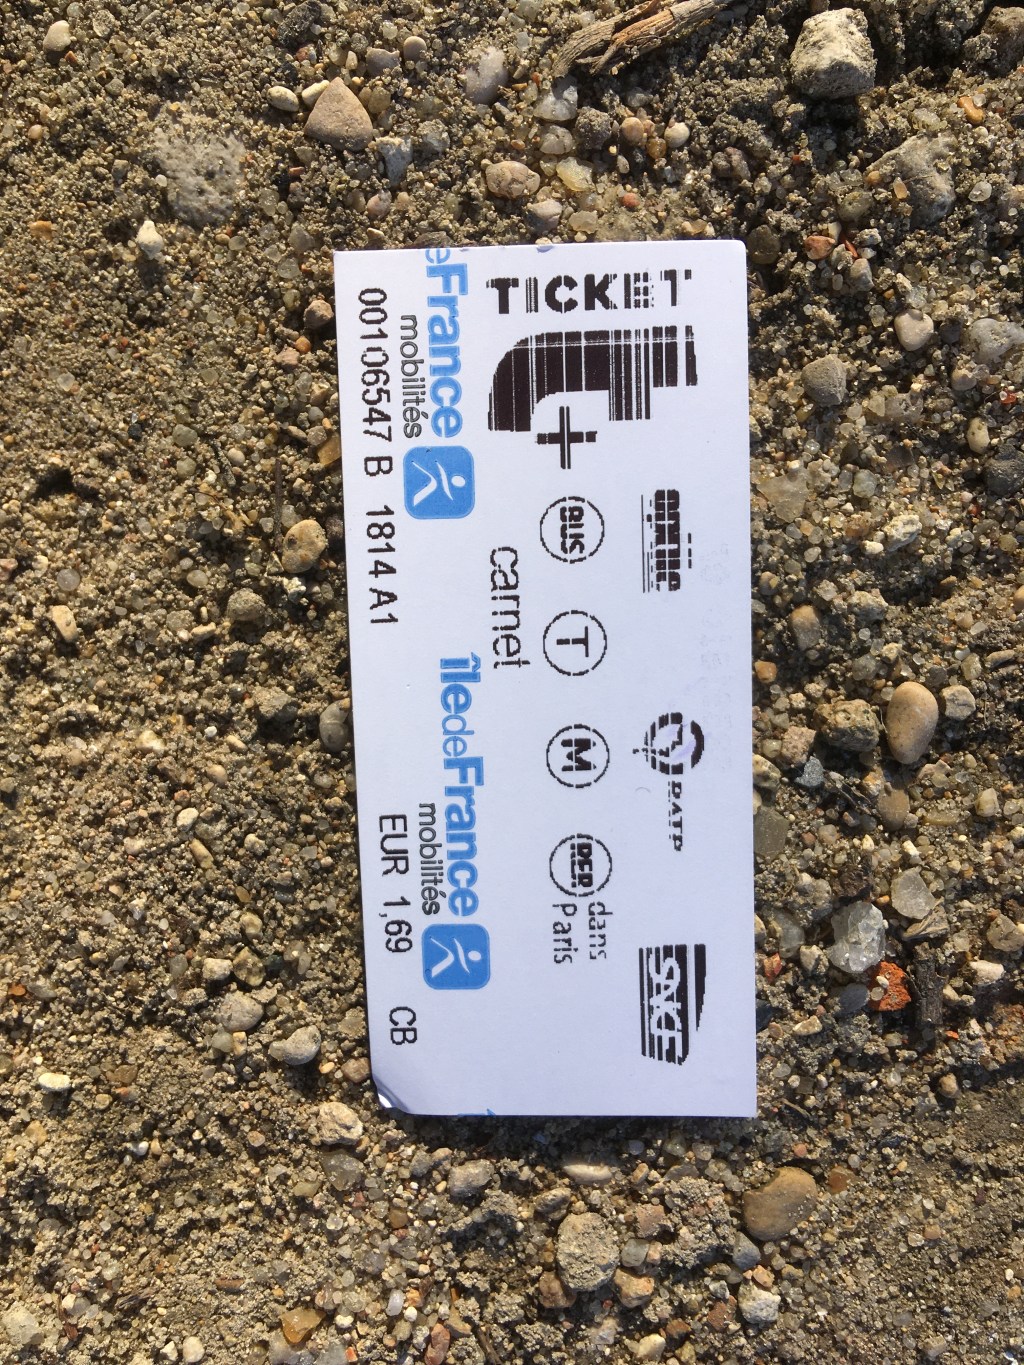 TICKET
t+
optile
RATP
SNCF
BUS
T
M
RER
dans
Paris
carnet
eFrance
mobilités
îledeFrance
mobilités
00106547 B 1814 A1
EUR 1,69 CB